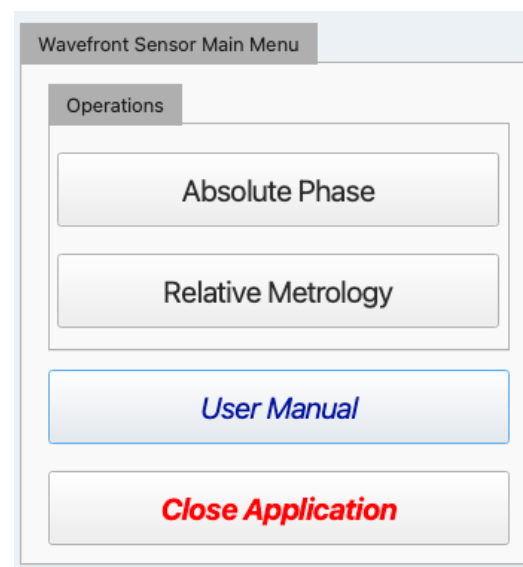 Wavefront Sensor Main Menu
Operations
Absolute Phase
Relative Metrology
User Manual
Close Application